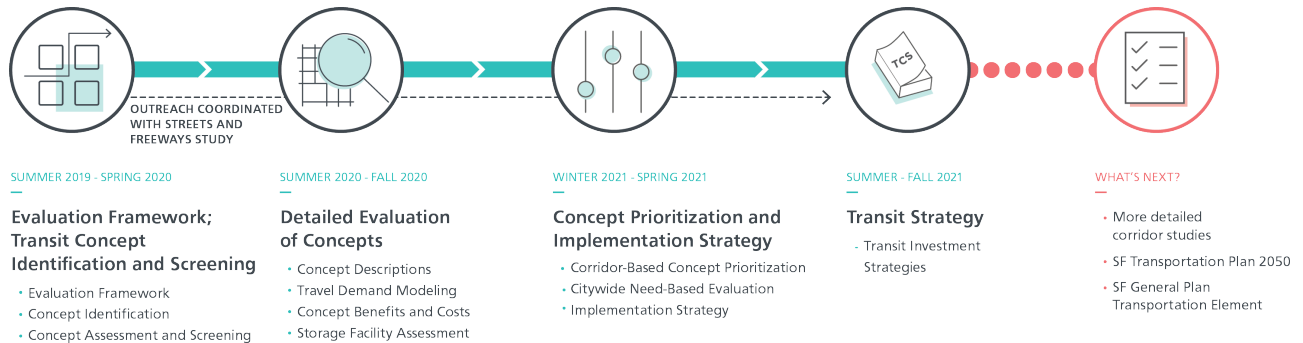 TCS
OUTREACH COORDINATED
WITH STREETS AND
FREEWAYS STUDY
SUMMER 2019 - SPRING 2020
Evaluation Framework;
Transit Concept
Identification and Screening
• Evaluation Framework
• Concept Identification
• Concept Assessment and Screening
SUMMER 2020 - FALL 2020
Detailed Evaluation
of Concepts
• Concept Descriptions
• Travel Demand Modeling
• Concept Benefits and Costs
• Storage Facility Assessment
WINTER 2021 - SPRING 2021
Concept Prioritization and
Implementation Strategy
• Corridor-Based Concept Prioritization
• Citywide Need-Based Evaluation
• Implementation Strategy
SUMMER - FALL 2021
Transit Strategy
- Transit Investment
Strategies
WHAT'S NEXT?
• More detailed
corridor studies
• SF Transportation Plan 2050
• SF General Plan
Transportation Element